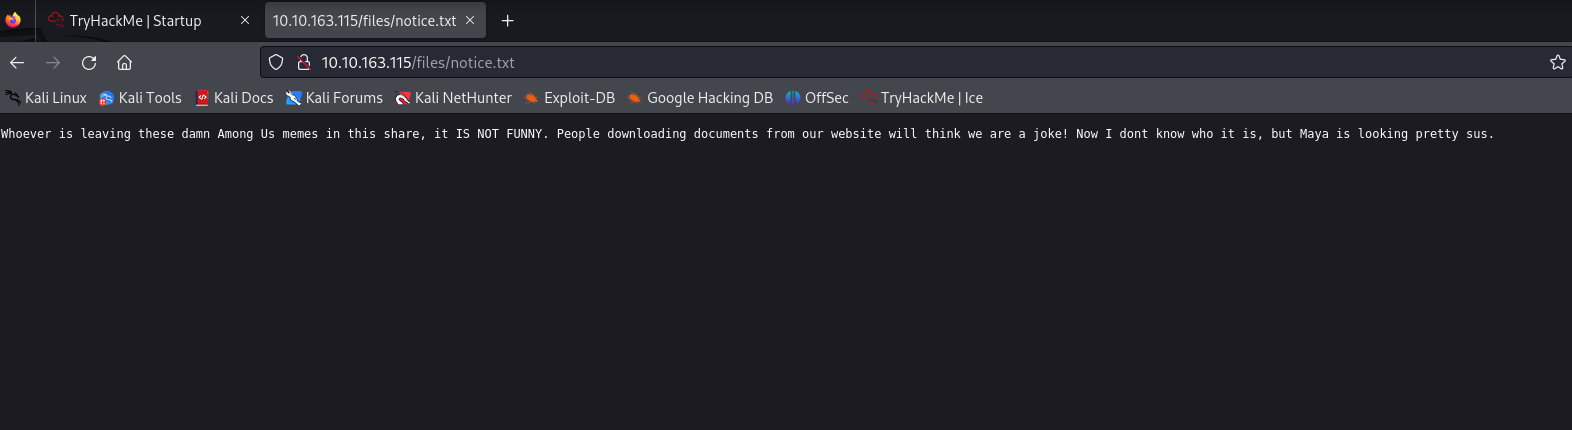 TryHackMe | Startup
10.10.163.115/files/notice.txt
10.10.163.115/files/notice.txt
Kali Linux Kali Tools Kali Docs Kali Forums Kali NetHunter Exploit-DB Google Hacking DB OffSec TryHackMe | Ice
Whoever is leaving these damn Among Us memes in this share, it IS NOT FUNNY. People downloading documents from our website will think we are a joke! Now I dont know who it is, but Maya is looking pretty sus.